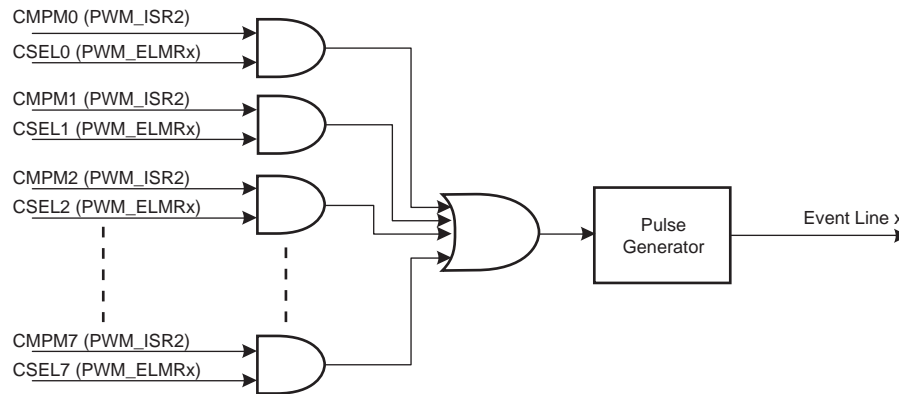 CMPM0 (PWM_ISR2)
CSEL0 (PWM_ELMRx)
CMPM1 (PWM_ISR2)
CSEL1 (PWM_ELMRx)
CMPM2 (PWM_ISR2)
CSEL2 (PWM_ELMRx)
Pulse
Generator
Event Line x
CMPM7 (PWM_ISR2)
CSEL7 (PWM_ELMRx)